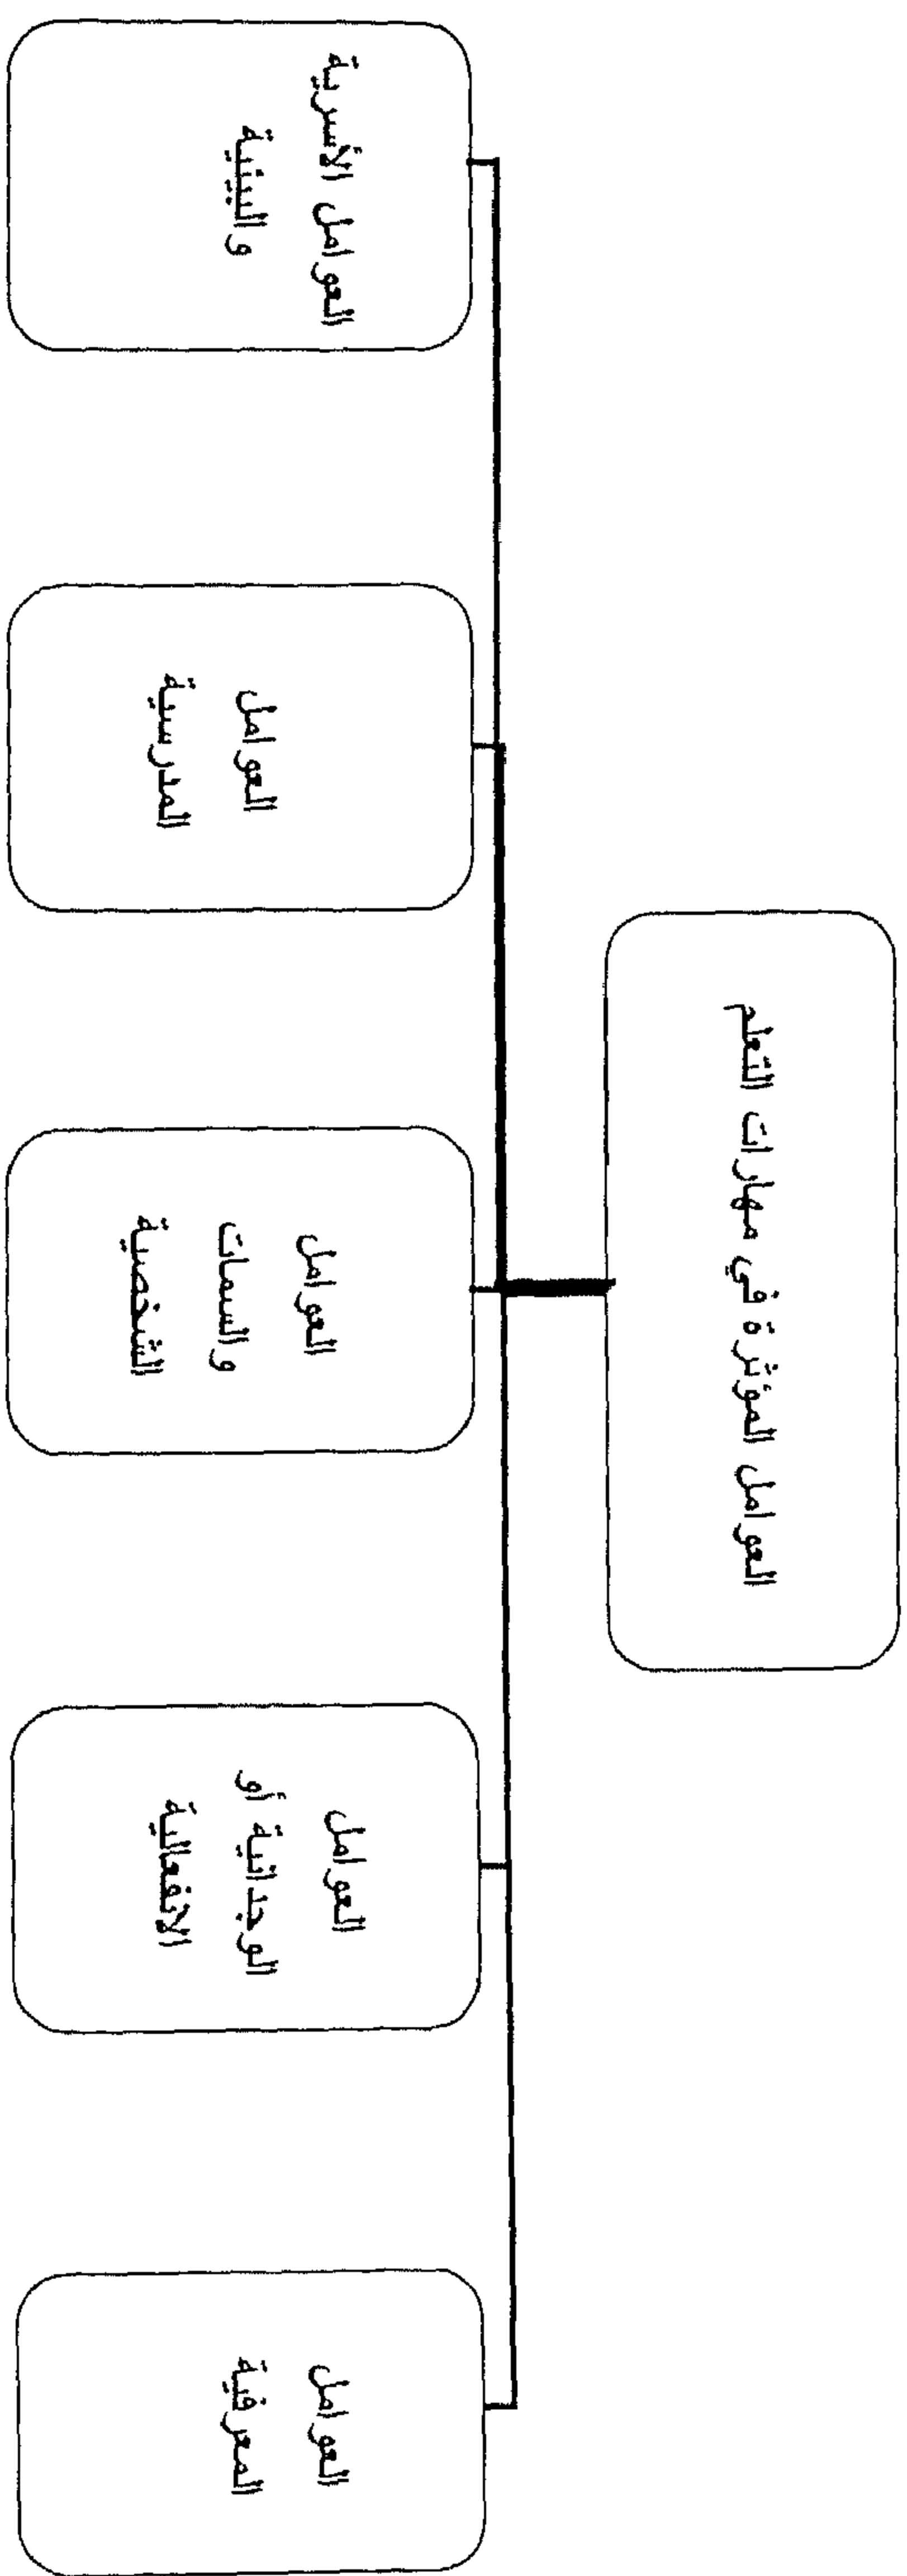 العوامل المؤثرة في مهارات التعلم
العوامل
المعرفية
العوامل
الوجدانية أو
الانفعالية
العوامل
والسمات
الشخصية
العوامل
المدرسية
العوامل الأسرية
والبيئية